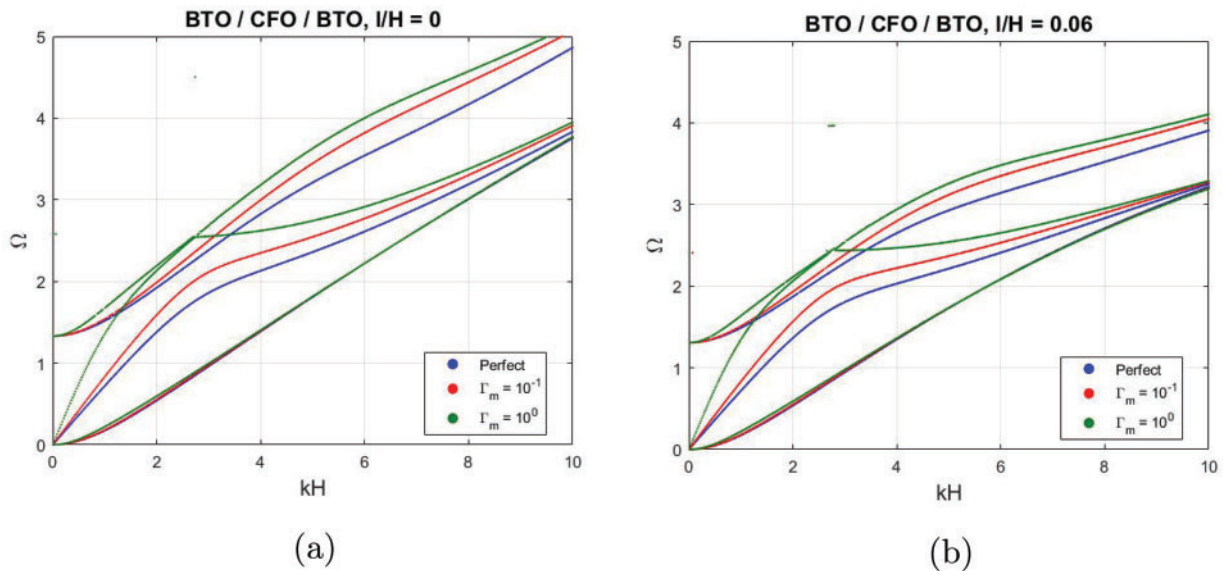 BTO / CFO / BTO, l/H = 0
5
4
3
Ω
2
1
0
0 2 4 6 8 10
kH
Perfect
Γm = 10-1
Γm = 100
(a)
BTO / CFO / BTO, l/H = 0.06
5
4
3
Ω
2
1
0
0 2 4 6 8 10
kH
Perfect
Γm = 10-1
Γm = 100
(b)